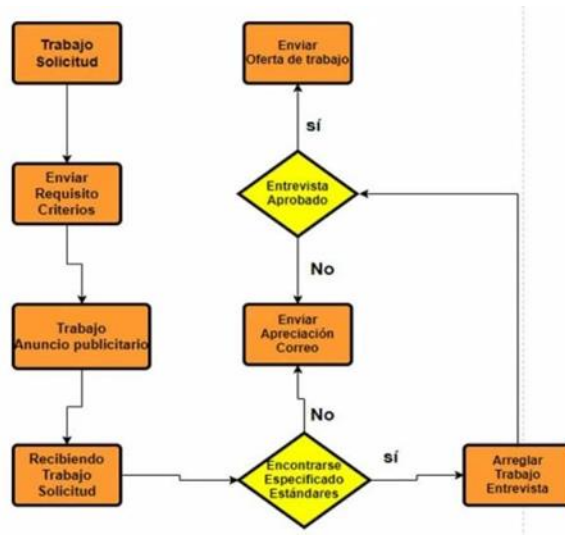 Trabajo
Solicitud
Enviar
Requisito
Criterios
Trabajo
Anuncio publicitario
Recibiendo
Trabajo
Solicitud
Enviar
Oferta de trabajo
sí
Entrevista
Aprobado
No
Enviar
Apreciación
Correo
No
Encontrarse
Especificado
Estándares
sí
Arreglar
Trabajo
Entrevista